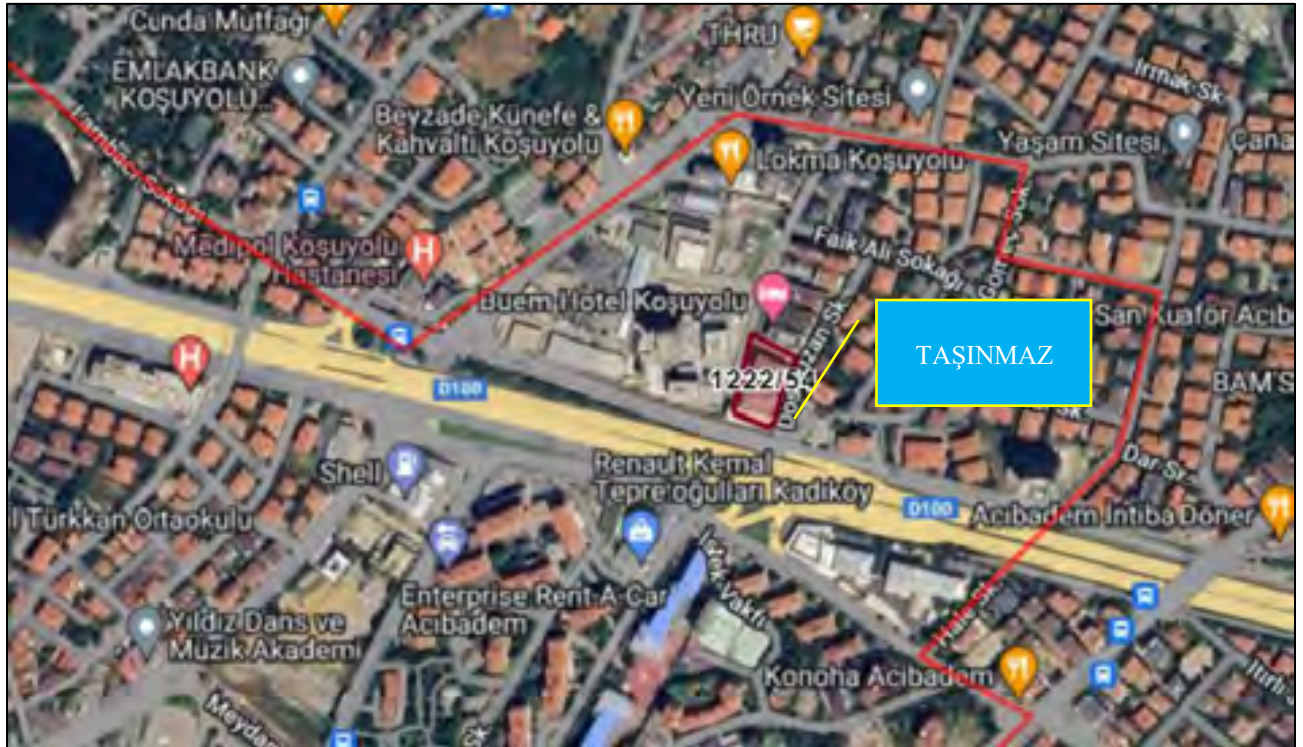 Cunda Mutfağı
THRU
EMLAKBANK
KOŞUYOLU...
Irmak Sk
Yeni Örnek Sitesi
Beyzade Künefe &
Kahvaltı Koşuyolu
Yaşam Sitesi
Lokma Koşuyolu
Medipol Koşuyolu
Hastanesi
H
Faik Ali Sokağı
Buem Hotel Koşuyolu
San Kuaför Acıb
TAŞINMAZ
H
D100
1222/54
BAM S
Dar Sr
Shell
Renault Kemal
Tepreoğulları Kadıköy
D100
Acıbadem İntiba Döner
l Türkkan Ortaokulu
İstek Vakfı
Enterprise Rent-A-Car
Acıbadem
Yıldız Dans ve
Müzik Akademi
Konoha Acıbadem